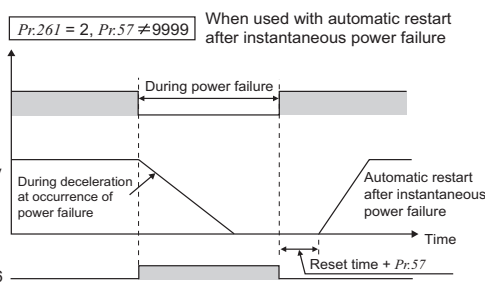 Pr.261 = 2, Pr.57 ≠9999
When used with automatic restart
after instantaneous power failure
During power failure
During deceleration
at occurrence of
power failure
Automatic restart
after instantaneous
power failure
Time
Reset time + Pr.57
6